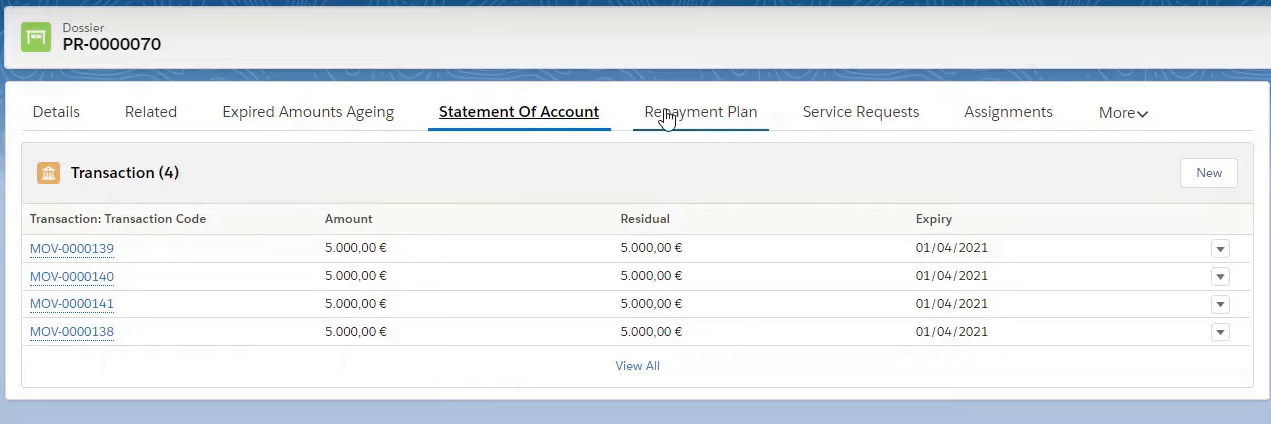 Dossier
PR-0000070
Details Related Expired Amounts Ageing Statement Of Account Repayment Plan Service Requests Assignments More
Transaction (4) New
Transaction: Transaction Code Amount Residual Expiry
MOV-0000139 5.000,00 € 5.000,00 € 01/04/2021
MOV-0000140 5.000,00 € 5.000,00 € 01/04/2021
MOV-0000141 5.000,00 € 5.000,00 € 01/04/2021
MOV-0000138 5.000,00 € 5.000,00 € 01/04/2021
View All